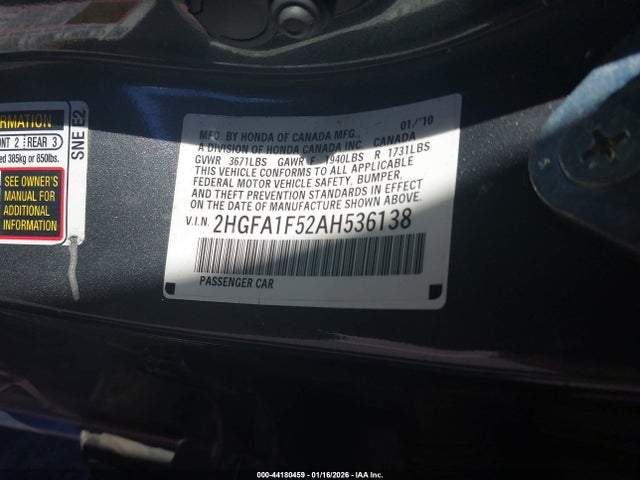 RMATION
NT 2 REAR 3
ed 385kg or 850lbs.
SEE OWNER'S
MANUAL FOR
ADDITIONAL
INFORMATION
SNE E2
01/'10
MFG. BY HONDA OF CANADA MFG.,
A DIVISION OF HONDA CANADA INC. CANADA
GVWR 3671LBS GAWR F 1940LBS R 1731LBS
THIS VEHICLE CONFORMS TO ALL APPLICABLE
FEDERAL MOTOR VEHICLE SAFETY, BUMPER,
AND THEFT PREVENTION STANDARDS IN EFFECT
ON THE DATE OF MANUFACTURE SHOWN ABOVE.
V.I.N. 2HGFA1F52AH536138
PASSENGER CAR
000-44180459 - 01/16/2026 - IAA Inc.